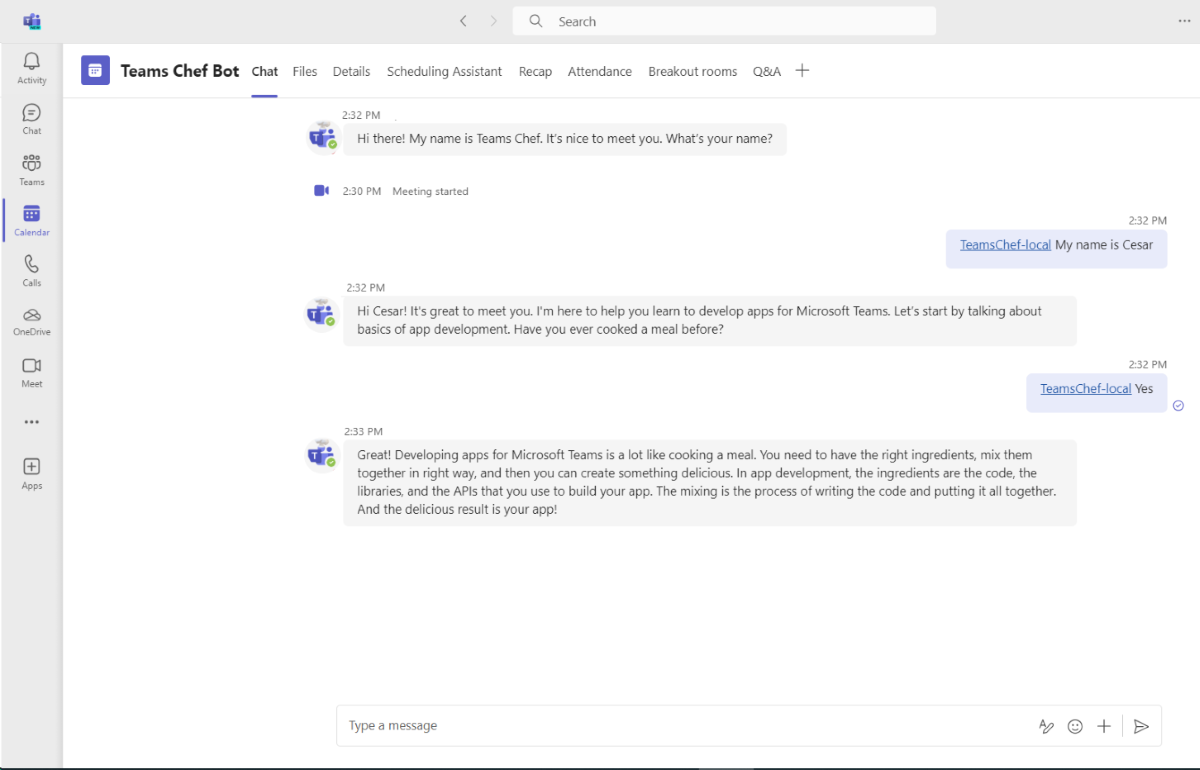 Search
Activity
Chat
Teams
Calendar
Calls
OneDrive
Meet
Apps
Teams Chef Bot Chat Files Details Scheduling Assistant Recap Attendance Breakout rooms Q&A
2:32 PM
Hi there! My name is Teams Chef. It's nice to meet you. What's your name?
2:30 PM Meeting started
2:32 PM
TeamsChef-local My name is Cesar
2:32 PM
Hi Cesar! It's great to meet you. I'm here to help you learn to develop apps for Microsoft Teams. Let's start by talking about
basics of app development. Have you ever cooked a meal before?
2:32 PM
TeamsChef-local Yes
2:33 PM
Great! Developing apps for Microsoft Teams is a lot like cooking a meal. You need to have the right ingredients, mix them
together in right way, and then you can create something delicious. In app development, the ingredients are the code, the
libraries, and the APIs that you use to build your app. The mixing is the process of writing the code and putting it all together.
And the delicious result is your app!
Type a message